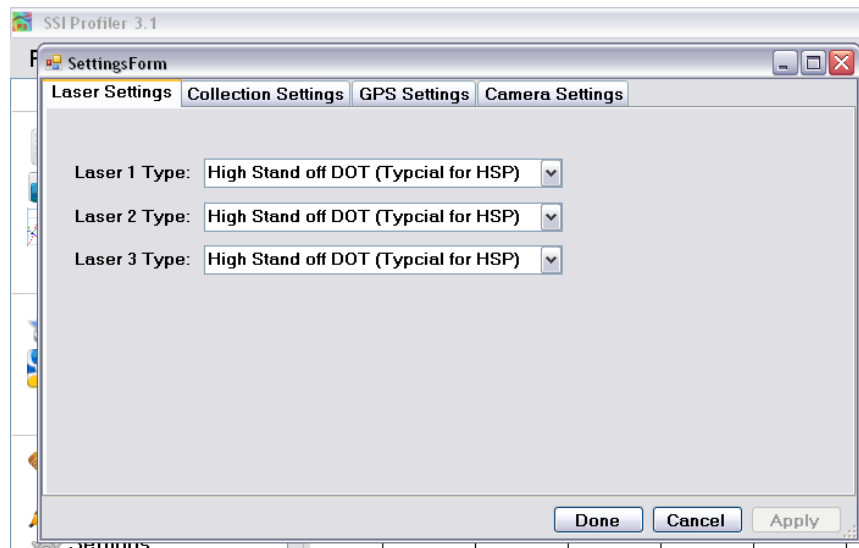 SSI Profiler 3.1
SettingsForm
Laser Settings Collection Settings GPS Settings Camera Settings
Laser 1 Type: High Stand off DOT (Typcial for HSP)
Laser 2 Type: High Stand off DOT (Typcial for HSP)
Laser 3 Type: High Stand off DOT (Typcial for HSP)
Done Cancel Apply
Settings